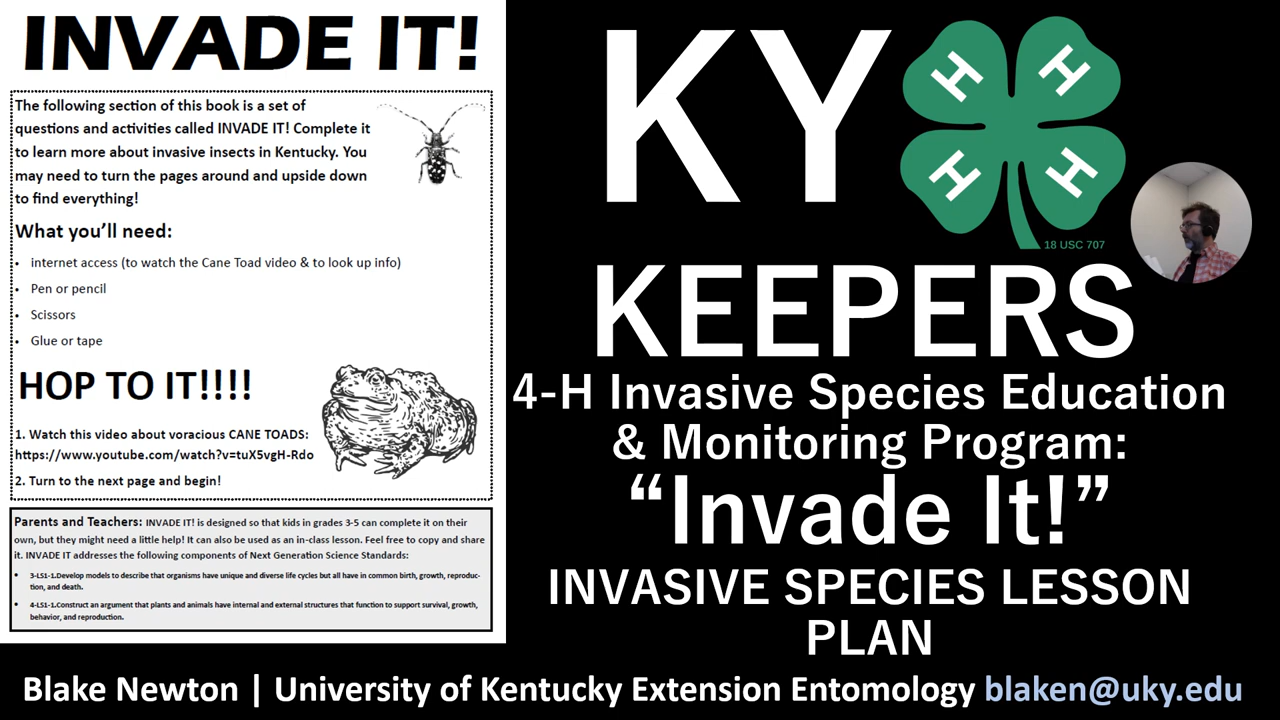 INVADE IT!
The following section of this book is a set of
questions and activities called INVADE IT! Complete it
to learn more about invasive insects in Kentucky. You
may need to turn the pages around and upside down
to find everything!
What you'll need:
• internet access (to watch the Cane Toad video & to look up info)
• Pen or pencil
• Scissors
• Glue or tape
HOP TO IT!!!!
1. Watch this video about voracious CANE TOADS:
https://www.youtube.com/watch?v=tuX5vgH-Rdo
2. Turn to the next page and begin!
Parents and Teachers: INVADE IT! is designed so that kids in grades 3-5 can complete it on their
own, but they might need a little help! It can also be used as an in-class lesson. Feel free to copy and share
it. INVADE IT addresses the following components of Next Generation Science Standards:
• 3-LS1-1.Develop models to describe that organisms have unique and diverse life cycles but all have in common birth, growth, reproduc-
tion, and death.
• 4-LS1-1.Construct an argument that plants and animals have internal and external structures that function to support survival, growth,
behavior, and reproduction.
KY
H H
H H
18 USC 707
KEEPERS
4-H Invasive Species Education
& Monitoring Program:
“Invade It!”
INVASIVE SPECIES LESSON
PLAN
Blake Newton | University of Kentucky Extension Entomology blaken@uky.edu